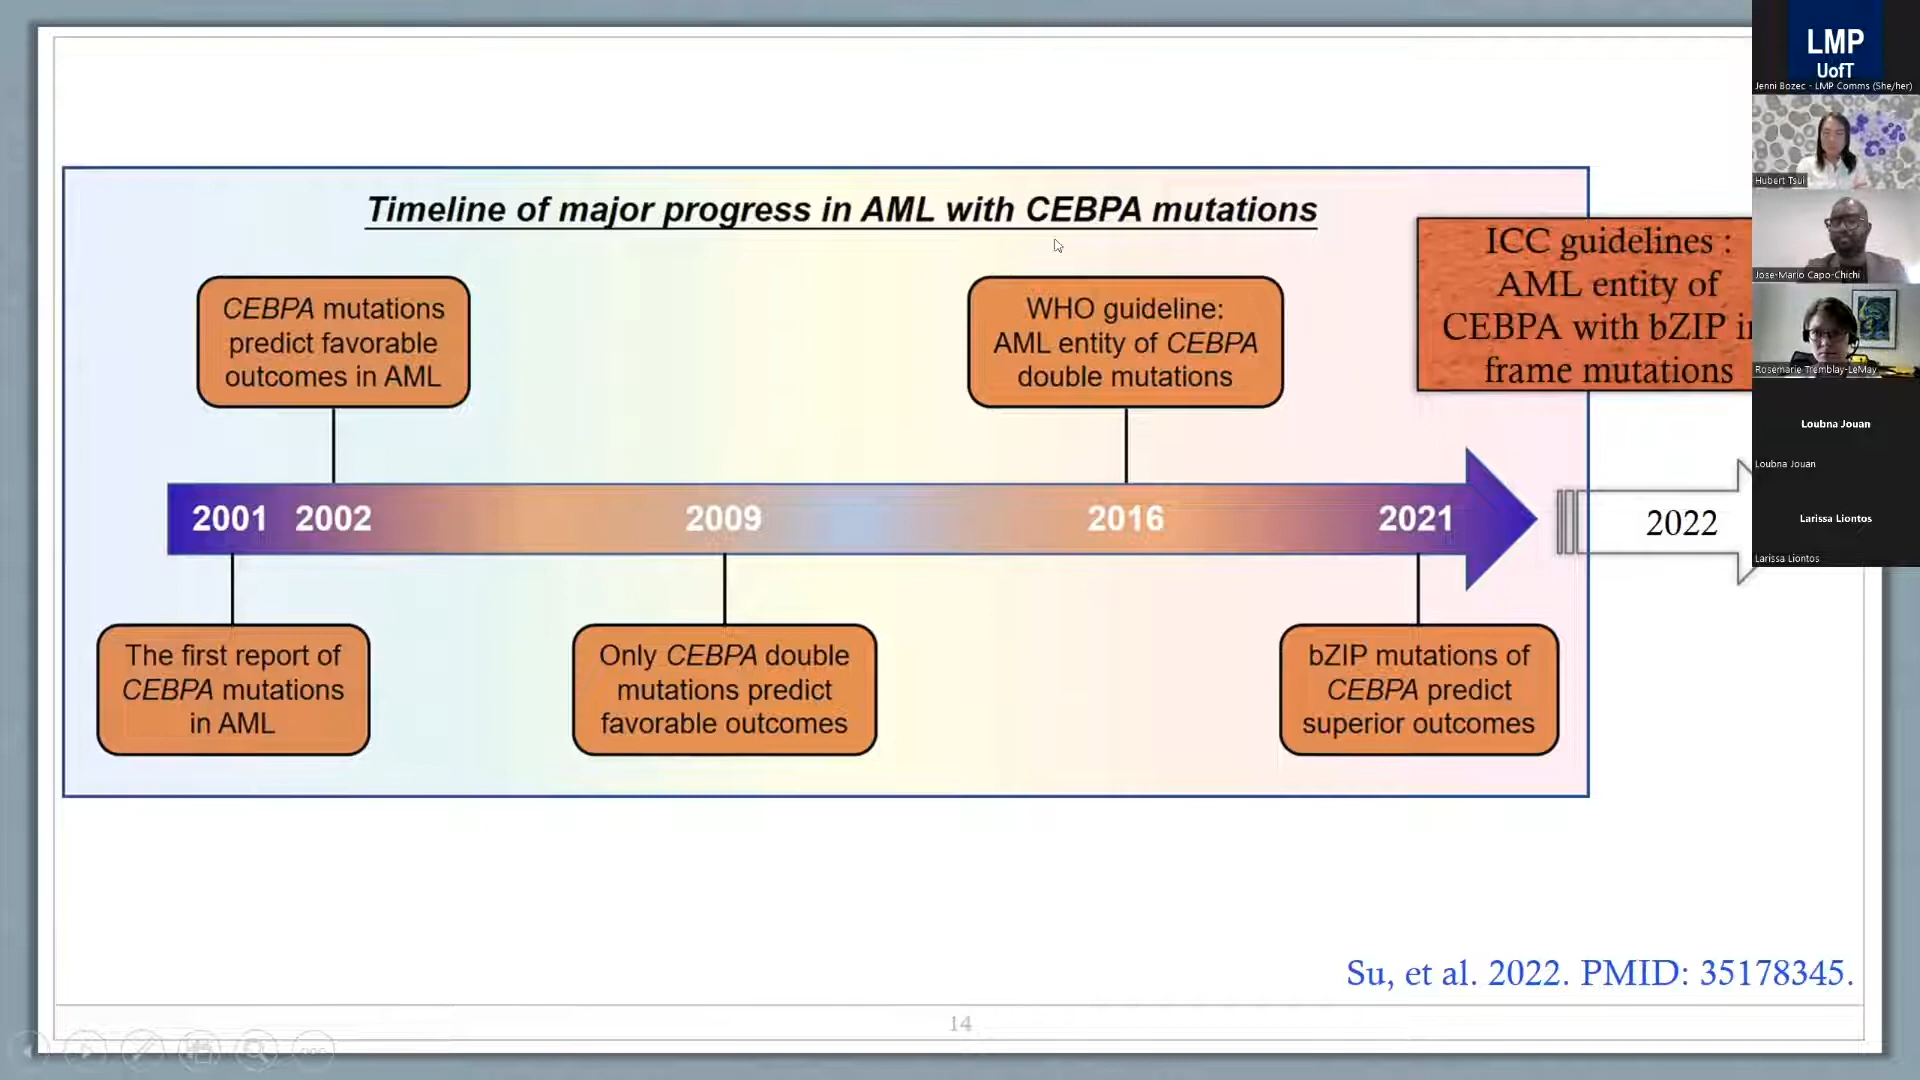 Timeline of major progress in AML with CEBPA mutations
CEBPA mutations
predict favorable
outcomes in AML
WHO guideline:
AML entity of CEBPA
double mutations
ICC guidelines :
AML entity of
CEBPA with bZIP
frame mutations
2001 2002 2009 2016 2021 2022
The first report of
CEBPA mutations
in AML
Only CEBPA double
mutations predict
favorable outcomes
bZIP mutations of
CEBPA predict
superior outcomes
Su, et al. 2022. PMID: 35178345.
14
LMP
UofT
Jenni Bozec - LMP Comms (She/her)
Hubert Tsui
Jose-Mario Capo-Chichi
Rosemarie Tremblay-LeMay
Loubna Jouan
Loubna Jouan
Larissa Liontos
Larissa Liontos